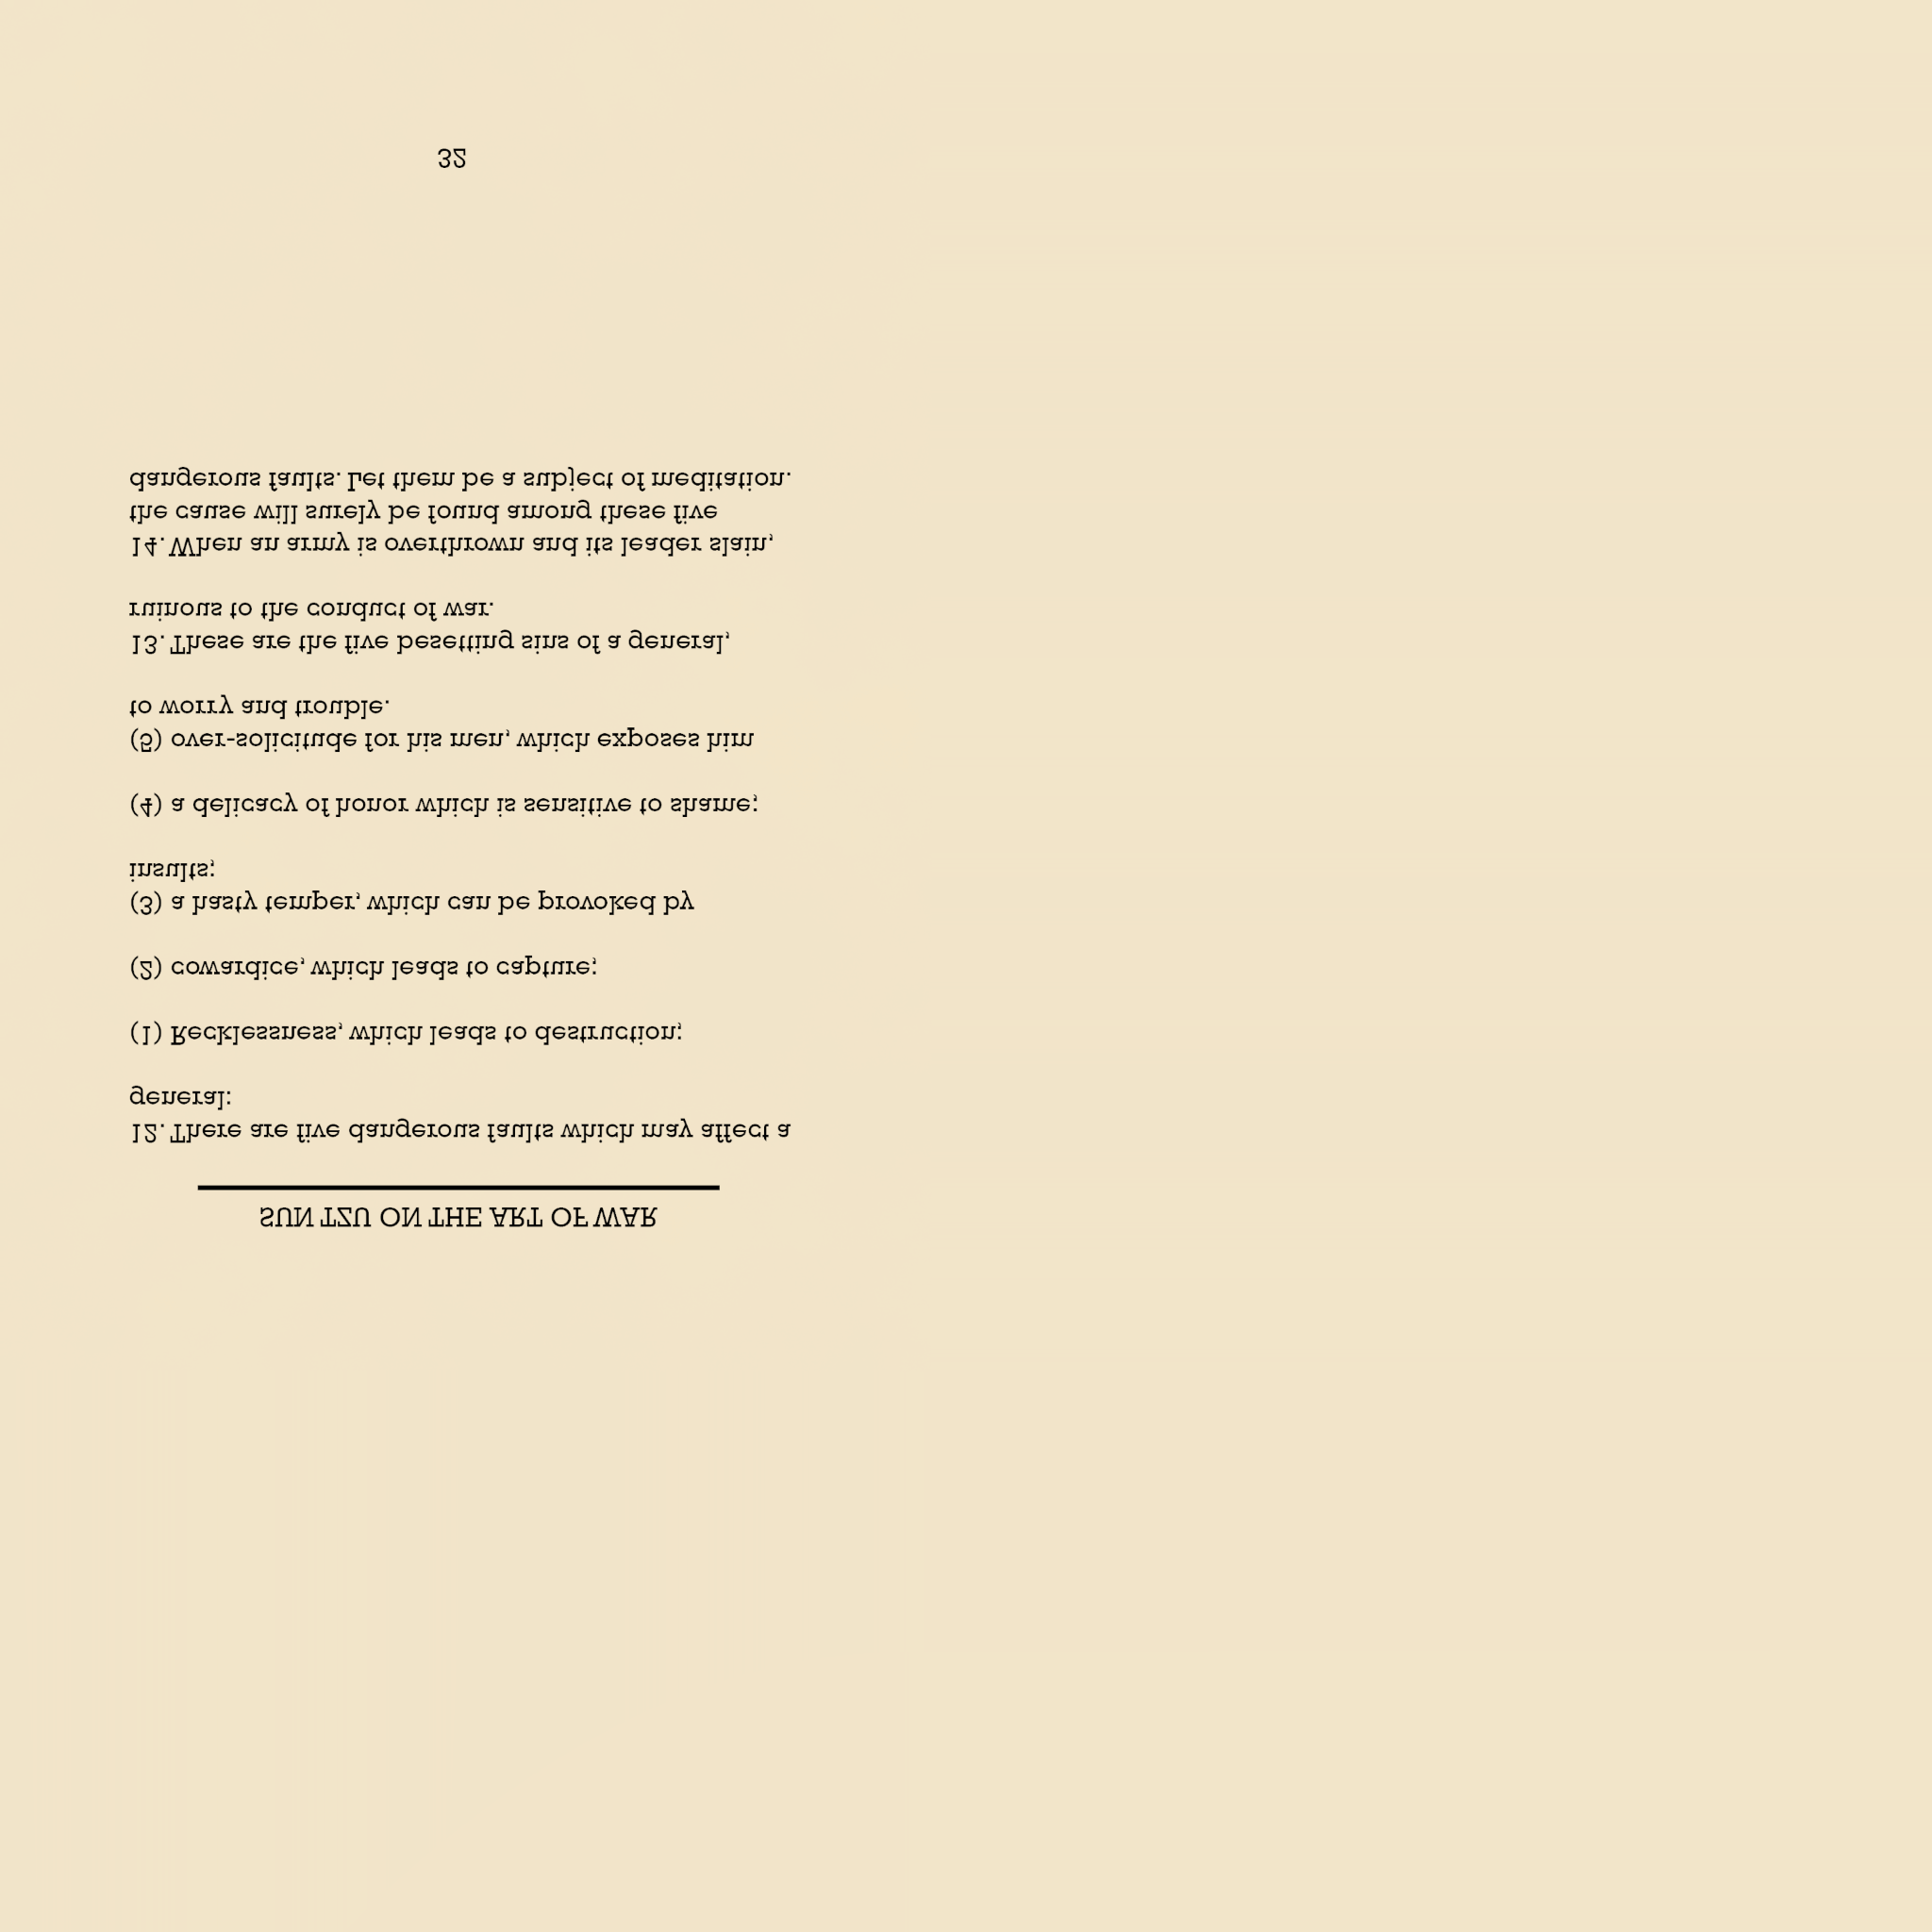 SUN TZU ON THE ART OF WAR
12. There are five dangerous faults which may affect a
general:
(1) Recklessness, which leads to destruction;
(2) cowardice, which leads to capture;
(3) a hasty temper, which can be provoked by
insults;
(4) a delicacy of honor which is sensitive to shame;
(5) over-solicitude for his men, which exposes him
to worry and trouble.
13. These are the five besetting sins of a general,
ruinous to the conduct of war.
14. When an army is overthrown and its leader slain,
the cause will surely be found among these five
dangerous faults. Let them be a subject of meditation.
32